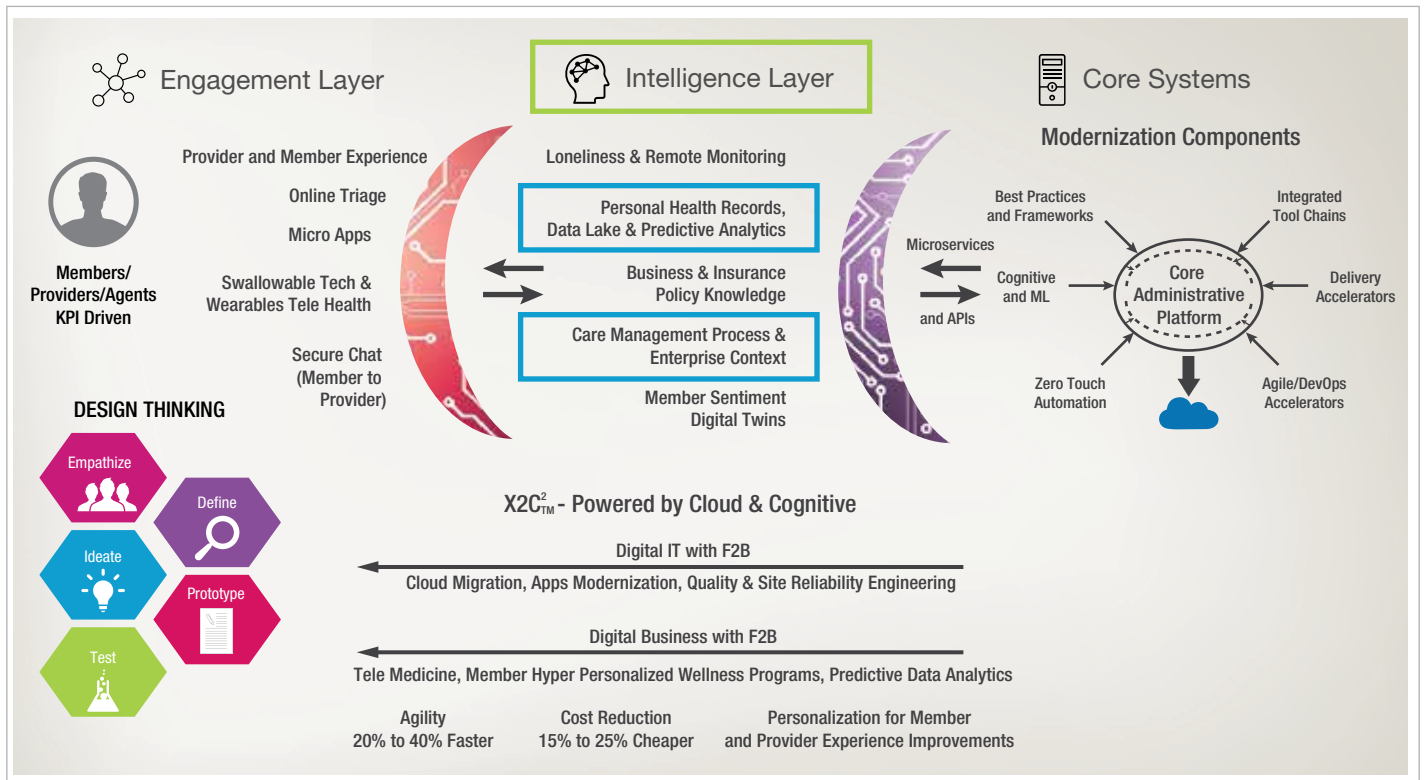 Engagement Layer
Intelligence Layer
Core Systems
Members/
Providers/Agents
KPI Driven
Provider and Member Experience
Online Triage
Micro Apps
Swallowable Tech &
Wearables Tele Health
Secure Chat
(Member to
Provider)
Loneliness & Remote Monitoring
Personal Health Records,
Data Lake & Predictive Analytics
Business & Insurance
Policy Knowledge
Care Management Process &
Enterprise Context
Member Sentiment
Digital Twins
Microservices
and APIs
Modernization Components
Best Practices
and Frameworks
Integrated
Tool Chains
Cognitive
and ML
Core
Administrative
Platform
Delivery
Accelerators
Zero Touch
Automation
Agile/DevOps
Accelerators
DESIGN THINKING
Empathize
Define
Ideate
Prototype
Test
X2C²™ - Powered by Cloud & Cognitive
Digital IT with F2B
Cloud Migration, Apps Modernization, Quality & Site Reliability Engineering
Digital Business with F2B
Tele Medicine, Member Hyper Personalized Wellness Programs, Predictive Data Analytics
Agility
20% to 40% Faster
Cost Reduction
15% to 25% Cheaper
Personalization for Member
and Provider Experience Improvements